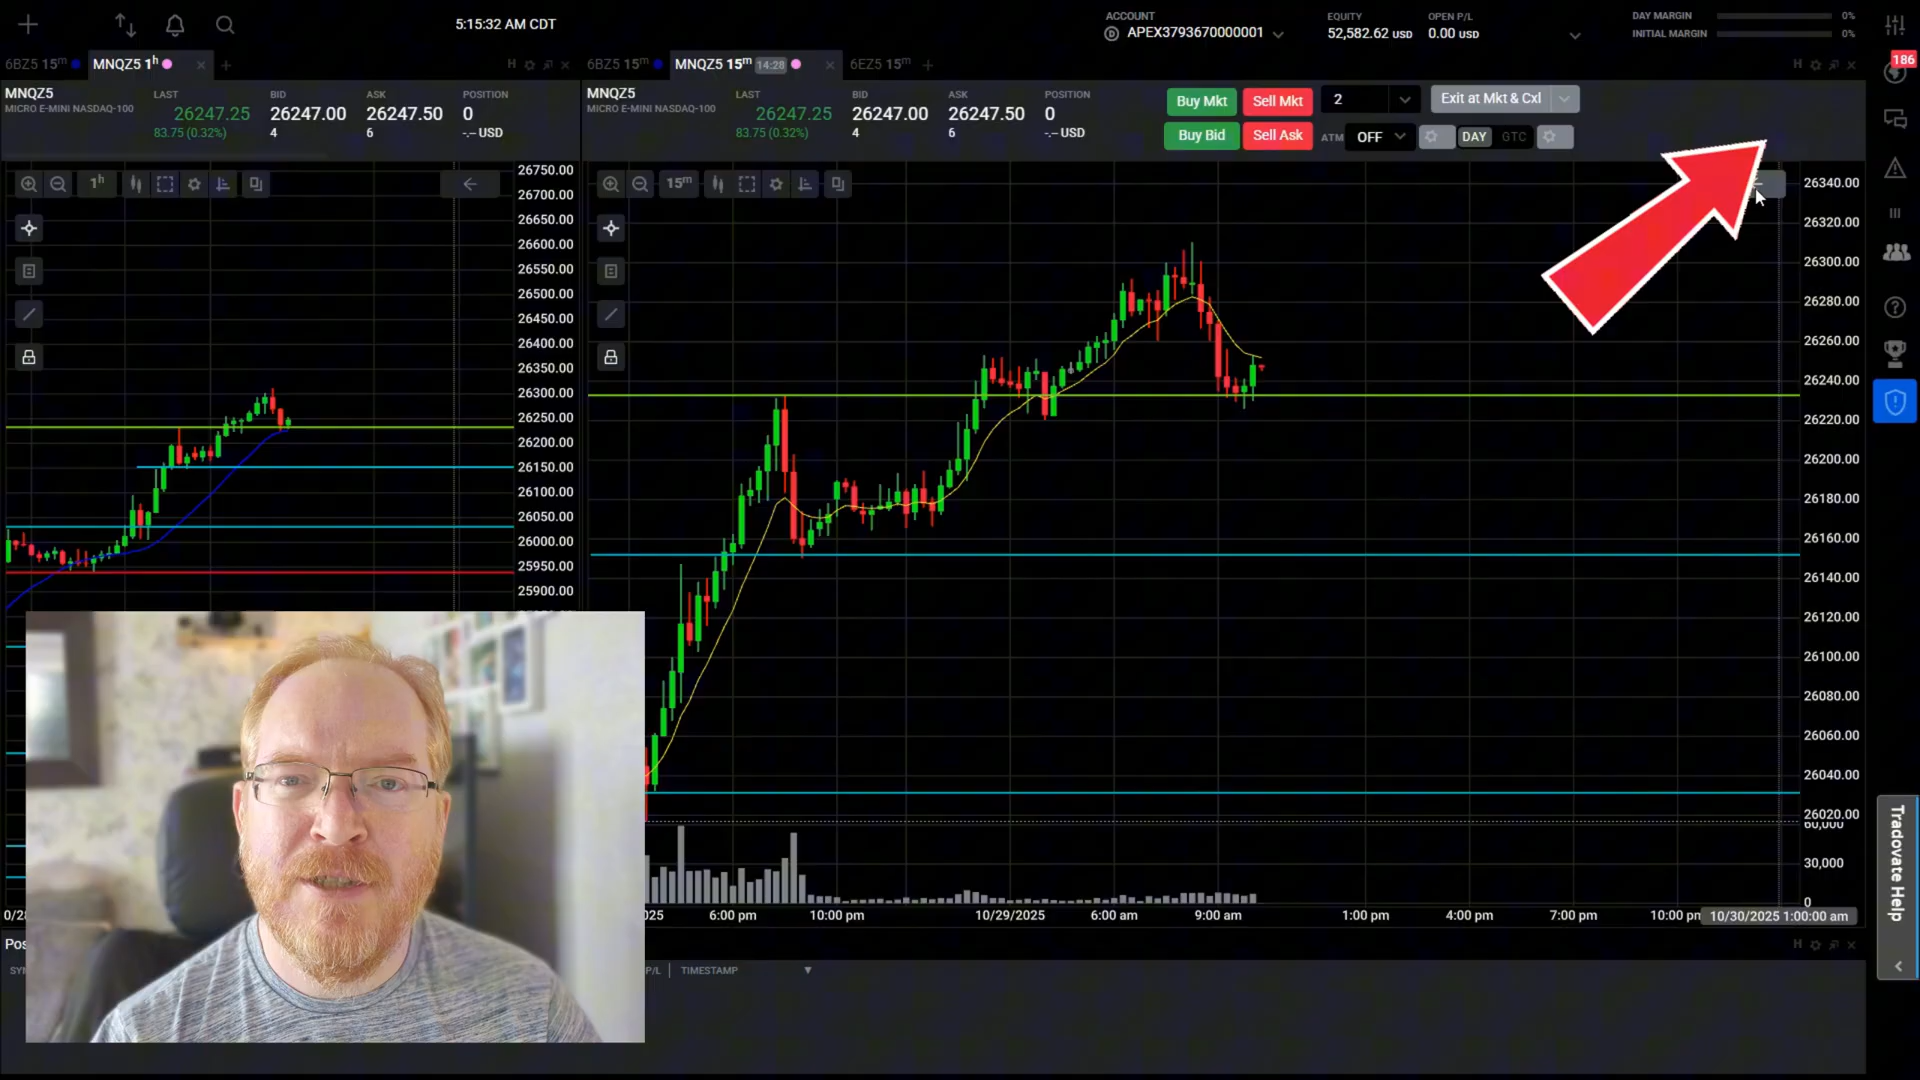 5:15:32 AM CDT
ACCOUNT
APEX3793670000001
EQUITY
52,582.62 USD
OPEN P/L
0.00 USD
DAY MARGIN
0%
INITIAL MARGIN
0%
6BZ5 15m
MNQZ5 1h
H
6BZ5 15m
MNQZ5 15m 14:28
6EZ5 15m
H
186
MNQZ5
MICRO E-MINI NASDAQ-100
LAST
26247.25
83.75 (0.32%)
BID
26247.00
4
ASK
26247.50
6
POSITION
0
-.-- USD
MNQZ5
MICRO E-MINI NASDAQ-100
LAST
26247.25
83.75 (0.32%)
BID
26247.00
4
ASK
26247.50
6
POSITION
0
-.-- USD
Buy Mkt
Sell Mkt
2
Exit at Mkt & Cxl
Buy Bid
Sell Ask
ATM
OFF
DAY
GTC
1h
26750.00
26700.00
26650.00
26600.00
26550.00
26500.00
26450.00
26400.00
26350.00
26300.00
26250.00
26200.00
26150.00
26100.00
26050.00
26000.00
25950.00
25900.00
15m
26340.00
26320.00
26300.00
26280.00
26260.00
26240.00
26220.00
26200.00
26180.00
26160.00
26140.00
26120.00
26100.00
26080.00
26060.00
26040.00
26020.00
60,000
30,000
0
0/28
025
6:00 pm
10:00pm
10/29/2025
6:00 am
9:00 am
1:00 pm
4:00 pm
7:00 pm
10:00 pm
10/30/2025 1:00:00 am
Pos
H
SYM
P/L
TIMESTAMP
Tradovate Help